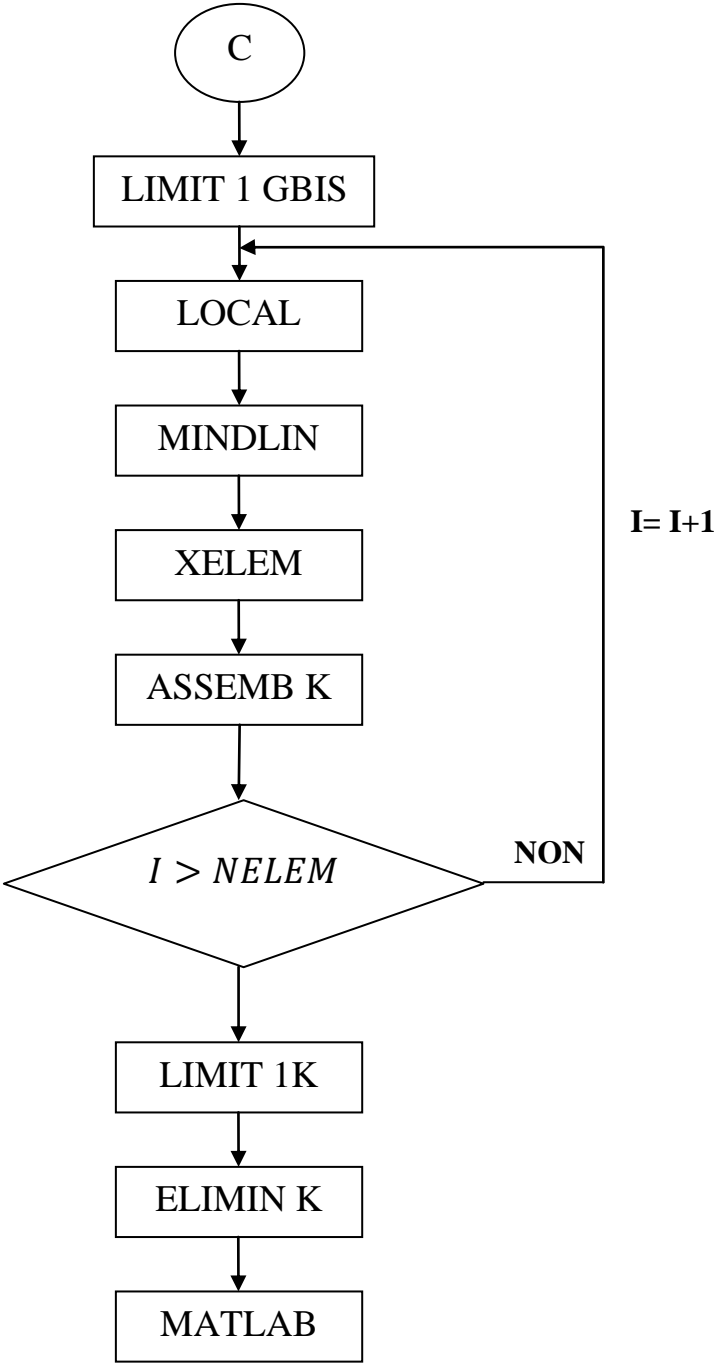 C
LIMIT 1 GBIS
LOCAL
MINDLIN
I= I+1
XELEM
ASSEMB K
I > NELEM
NON
LIMIT 1K
ELIMIN K
MATLAB